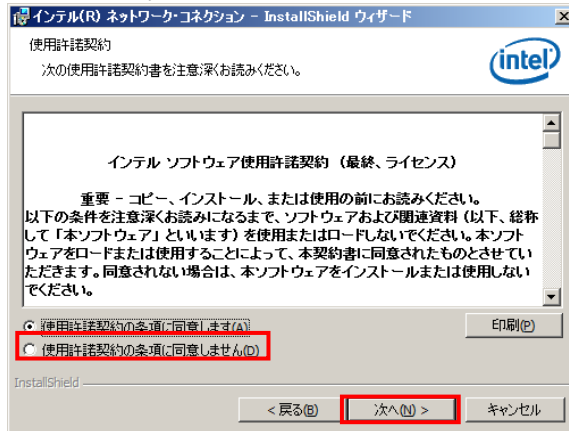 インテル(R) ネットワーク・コネクション - InstallShield ウィザード
使用許諾契約
次の使用許諾契約書を注意深くお読みください。
intel
インテル ソフトウェア使用許諾契約 (最終、ライセンス)
重要 - コピー、インストール、または使用の前にお読みください。
以下の条件を注意深くお読みになるまで、ソフトウェアおよび関連資料(以下、総称
して「本ソフトウェア」といいます)を使用またはロードしないでください。本ソフト
ウェアをロードまたは使用することによって、本契約書に同意されたものとさせてい
ただきます。同意されない場合は、本ソフトウェアをインストールまたは使用しない
でください。
使用許諾契約の条項に同意します(A)
印刷(P)
使用許諾契約の条項に同意しません(D)
InstallShield
< 戻る(B)
次へ(N) >
キャンセル